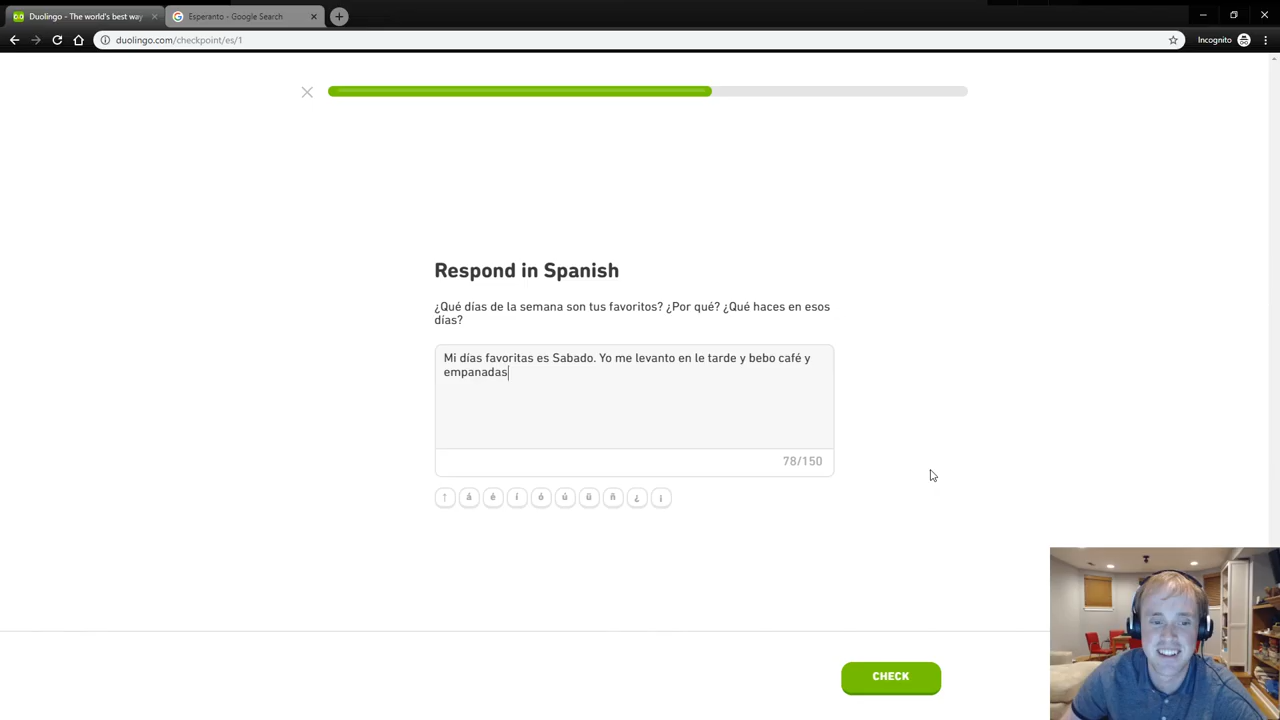 Duolingo - The world's best way
Esperanto - Google Search
duolingo.com/checkpoint/es/1
Incognito
Respond in Spanish
¿Qué días de la semana son tus favoritos? ¿Por qué? ¿Qué haces en esos
días?
Mi días favoritas es Sabado. Yo me levanto en le tarde y bebo café y
empanadas
78/150
↑ á é í ó ú ü ñ ¿ ¡
CHECK